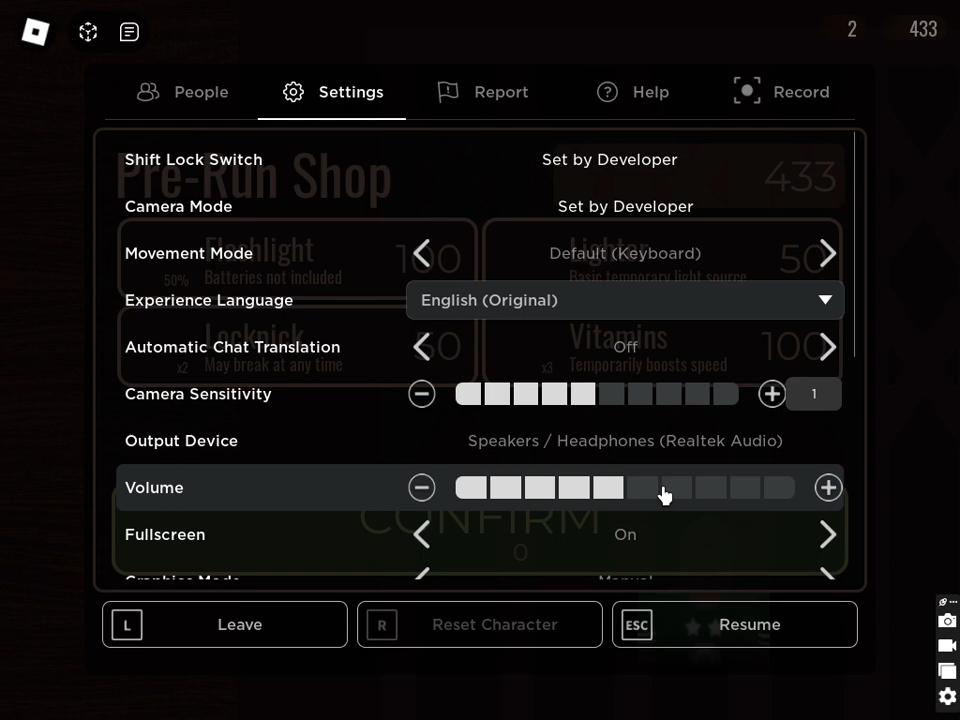 2 433
People Settings Report Help Record
Shift Lock Switch Set by Developer
Pre-Run Shop 433
Camera Mode Set by Developer
Flashlight 100 Lighter 50
Movement Mode Default (Keyboard)
50% Batteries not included Basic temporary light source
Experience Language English (Original)
Lockpick 50 Vitamins 100
Automatic Chat Translation Off
x2 May break at any time x3 Temporarily boosts speed
Camera Sensitivity 1
Output Device Speakers / Headphones (Realtek Audio)
Volume
CONFIRM
Fullscreen On
0
Graphics Mode Manual
L Leave R Reset Character ESC Resume